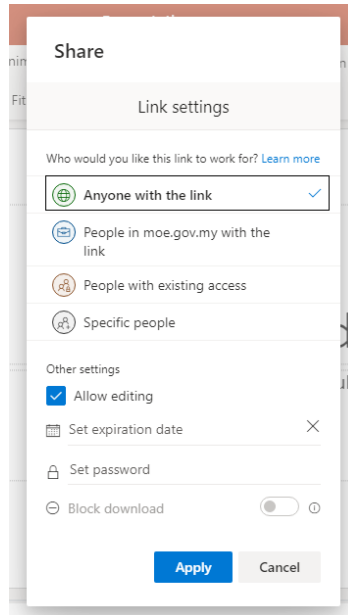 Share
Link settings
Who would you like this link to work for? Learn more
Anyone with the link
People in moe.gov.my with the
link
People with existing access
Specific people
Other settings
Allow editing
Set expiration date
Set password
Block download
Apply Cancel
Fit